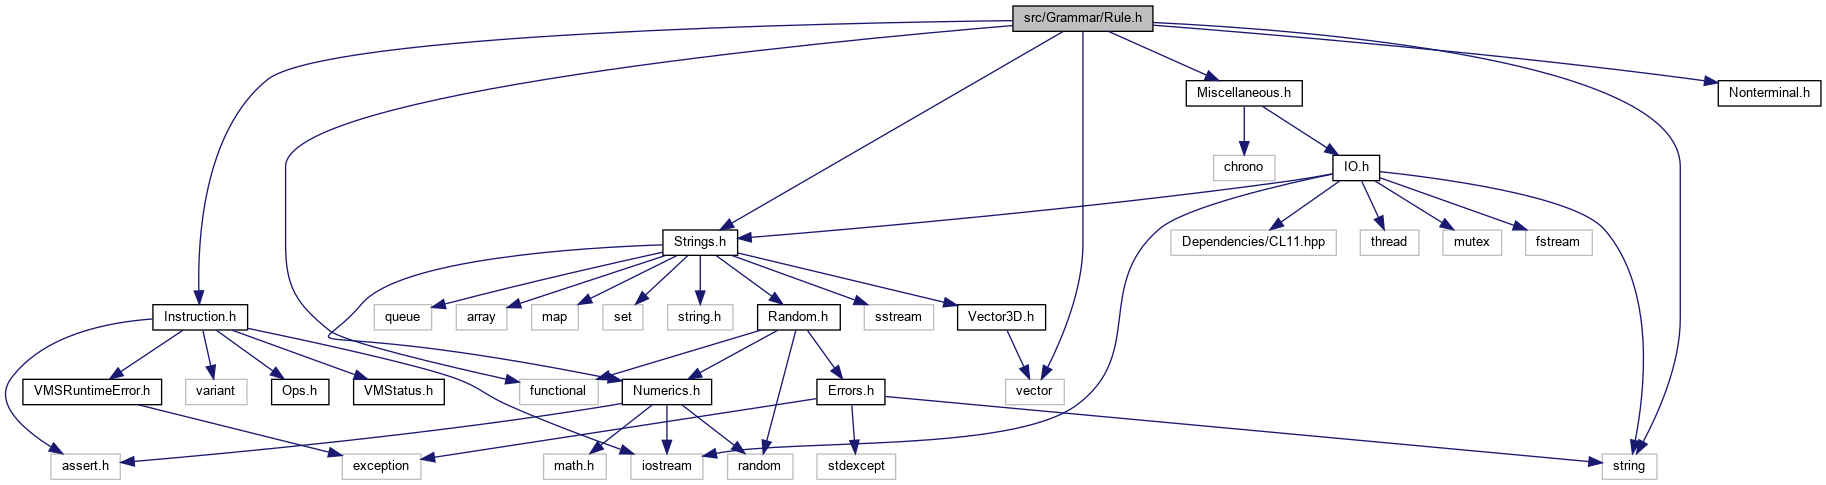 src/Grammar/Rule.h
Miscellaneous.h
Nonterminal.h
chrono
IO.h
Strings.h
Dependencies/CL11.hpp
thread
mutex
fstream
Instruction.h
queue
array
map
set
string.h
Random.h
sstream
Vector3D.h
VMSRuntimeError.h
variant
Ops.h
VMStatus.h
functional
Numerics.h
Errors.h
vector
assert.h
exception
math.h
iostream
random
stdexcept
string